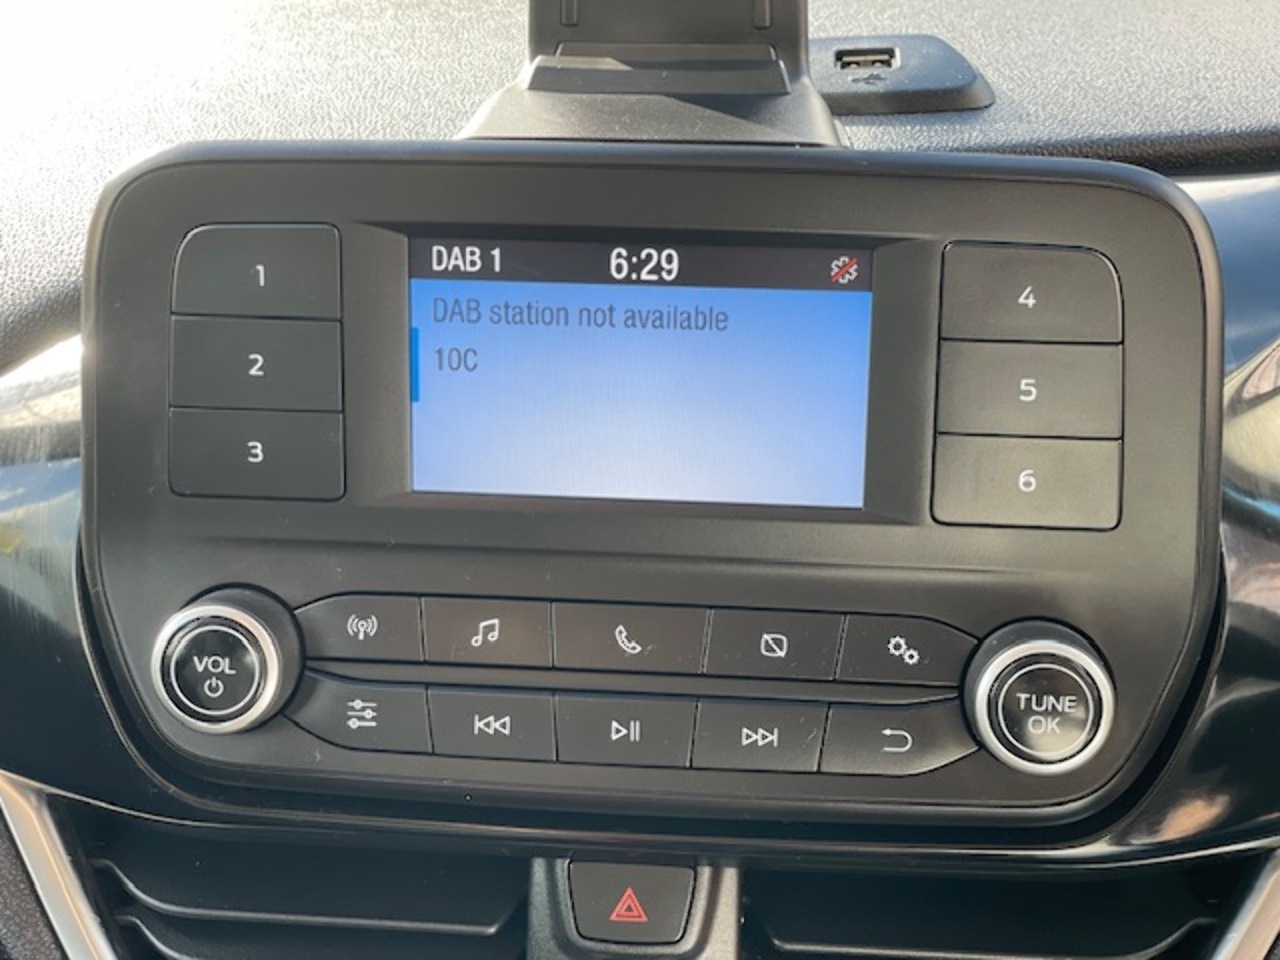 DAB 1 6:29
DAB station not available
10C
1
2
3
4
5
6
VOL
TUNE
OK